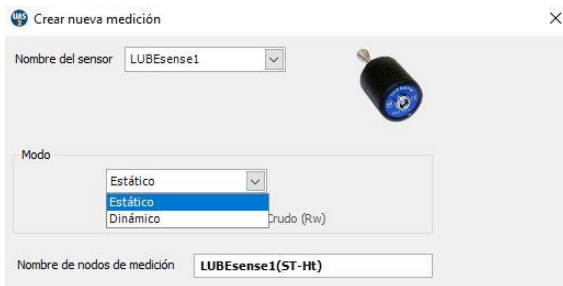 Crear nueva medición
Nombre del sensor LUBEsense1
Modo
Estático
Estático
Dinámico
Crudo (Rw)
Nombre de nodos de medición LUBEsense1(ST-Ht)